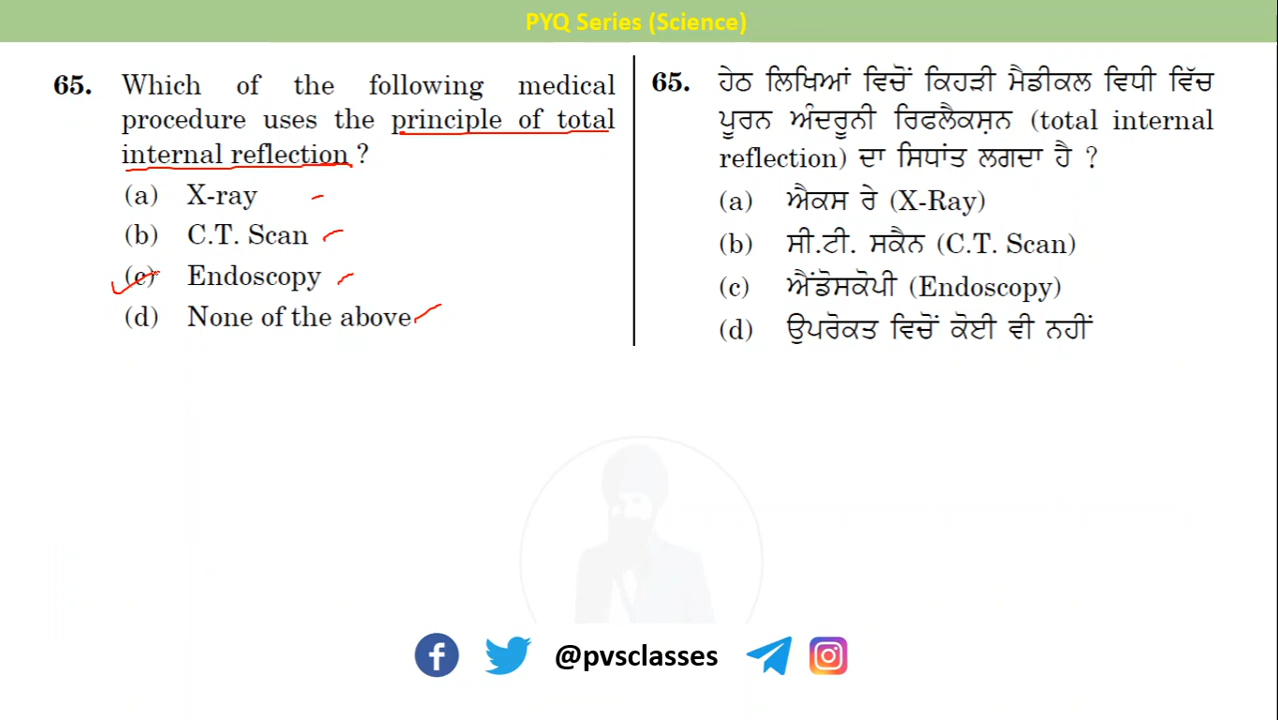 PYQ Series (Science)
65. Which of the following medical
procedure uses the principle of total
internal reflection ?
(a) X-ray
(b) C.T. Scan
(c) Endoscopy
(d) None of the above
65. ਹੇਠ ਲਿਖਿਆਂ ਵਿਚੋਂ ਕਿਹੜੀ ਮੈਡੀਕਲ ਵਿਧੀ ਵਿੱਚ
ਪੂਰਨ ਅੰਦਰੂਨੀ ਰਿਫਲੈਕਸ਼ਨ (total internal
reflection) ਦਾ ਸਿਧਾਂਤ ਲਗਦਾ ਹੈ ?
(a) ਐਕਸ ਰੇ (X-Ray)
(b) ਸੀ.ਟੀ. ਸਕੈਨ (C.T. Scan)
(c) ਐਂਡੋਸਕੋਪੀ (Endoscopy)
(d) ਉਪਰੋਕਤ ਵਿਚੋਂ ਕੋਈ ਵੀ ਨਹੀਂ
@pvsclasses